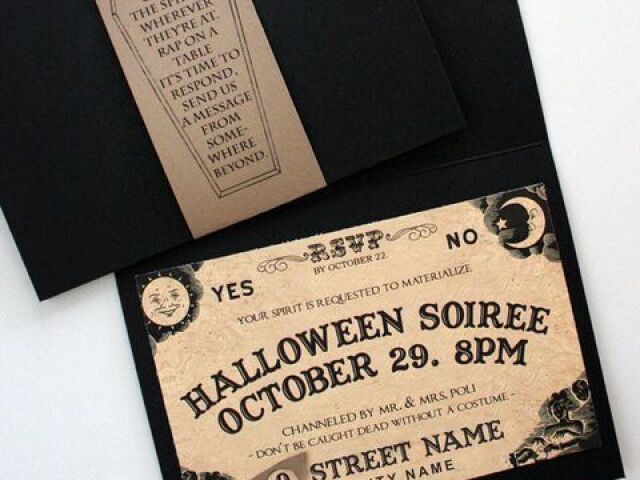 THE SPI
WHEREVER
THEY'RE AT.
RAP ON A
TABLE
IT'S TIME TO
RESPOND,
SEND US
A MESSAGE
FROM
SOME-
WHERE
BEYOND.
RSVP
BY OCTOBER 22.
YES
NO
YOUR SPIRIT IS REQUESTED TO MATERIALIZE
HALLOWEEN SOIREE
OCTOBER 29. 8PM
CHANNELED BY MR. & MRS. POLI
- DON'T BE CAUGHT DEAD WITHOUT A COSTUME -
STREET NAME
NAME